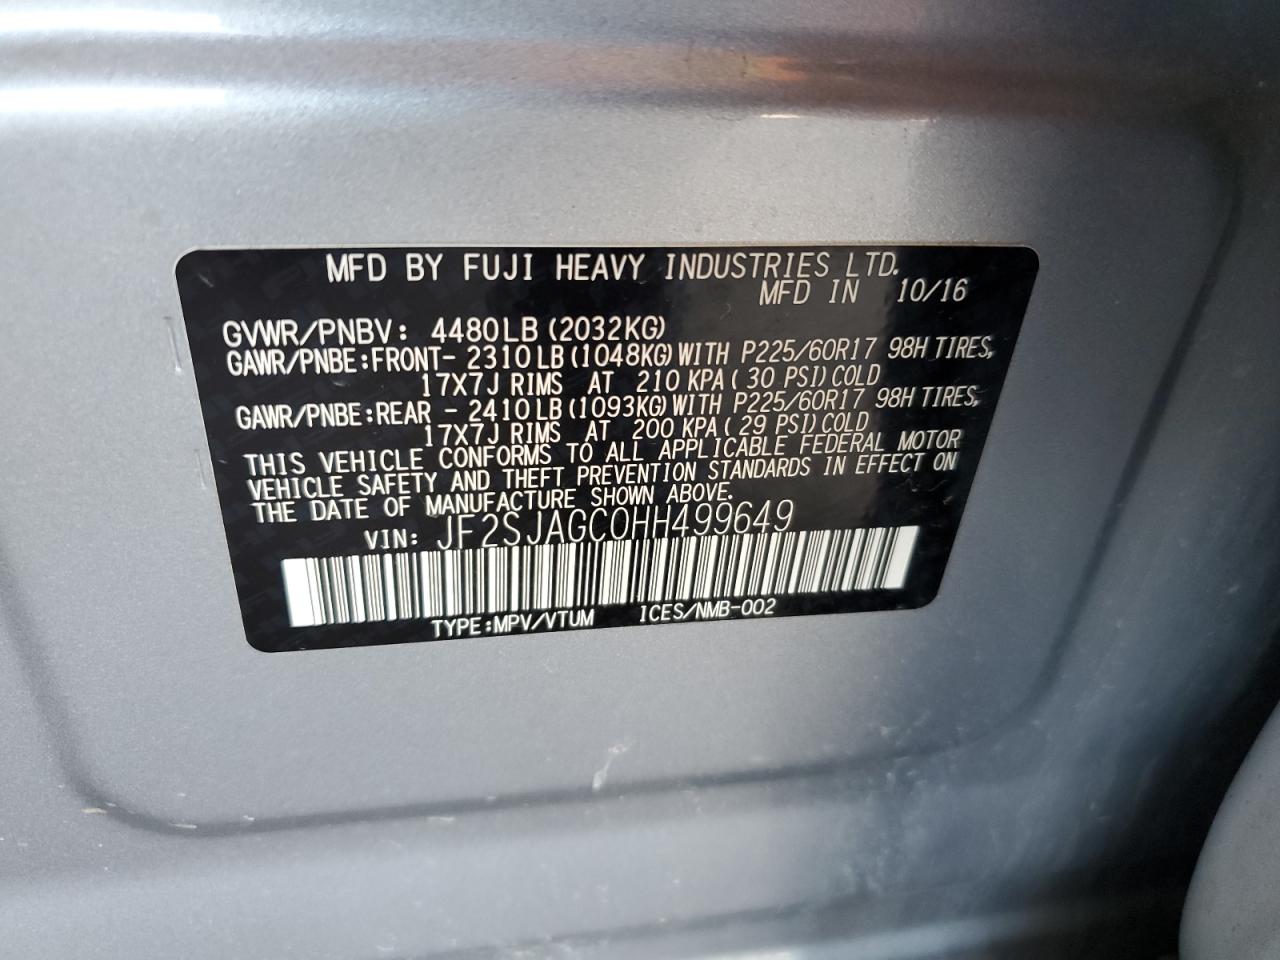 MFD BY FUJI HEAVY INDUSTRIES LTD.
MFD IN 10/16
GVWR/PNBV: 4480LB (2032KG)
GAWR/PNBE:FRONT- 2310LB (1048KG) WITH P225/60R17 98H TIRES,
17X7J RIMS AT 210 KPA ( 30 PSI) COLD
GAWR/PNBE:REAR - 2410LB (1093KG) WITH P225/60R17 98H TIRES,
17X7J RIMS AT 200 KPA ( 29 PSI) COLD
THIS VEHICLE CONFORMS TO ALL APPLICABLE FEDERAL MOTOR
VEHICLE SAFETY AND THEFT PREVENTION STANDARDS IN EFFECT ON
THE DATE OF MANUFACTURE SHOWN ABOVE.
VIN: JF2SJAGC0HH499649
TYPE:MPV/VTUM ICES/NMB-002